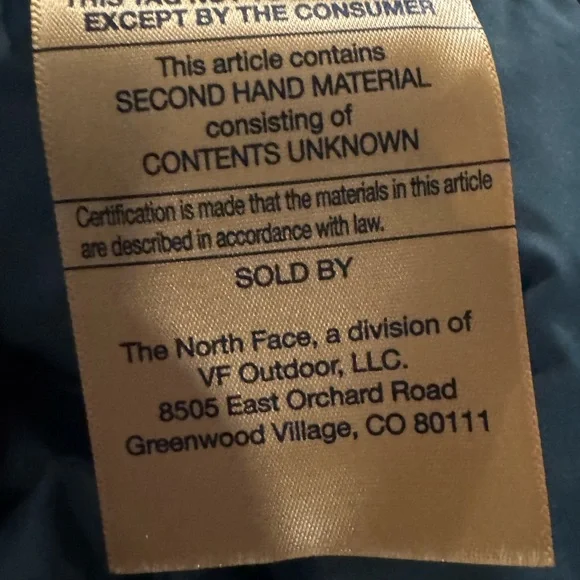 EXCEPT BY THE CONSUMER
This article contains
SECOND HAND MATERIAL
consisting of
CONTENTS UNKNOWN
Certification is made that the materials in this article
are described in accordance with law.
SOLD BY
The North Face, a division of
VF Outdoor, LLC.
8505 East Orchard Road
Greenwood Village, CO 80111